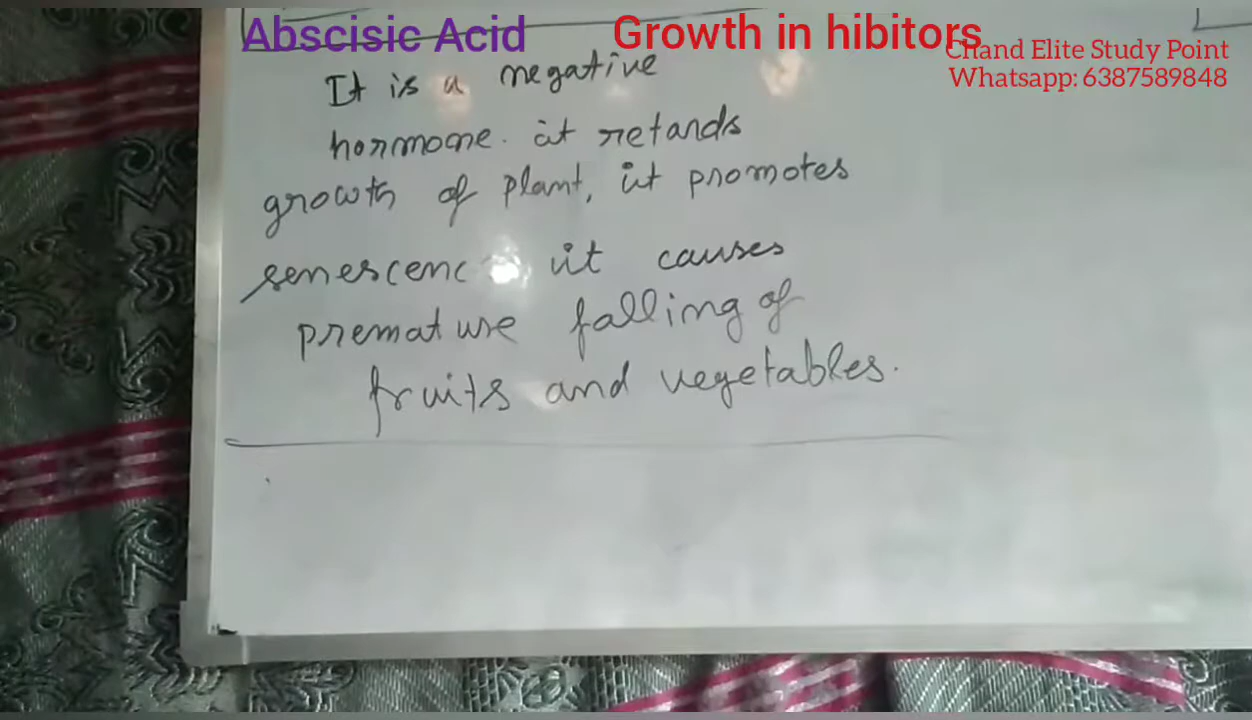 Abscisic Acid Growth in hibitors
Chand Elite Study Point
Whatsapp: 6387589848
It is a negative
hormone. it retards
growth of plant, it promotes
senescenc it causes
premature falling of
fruits and vegetables.